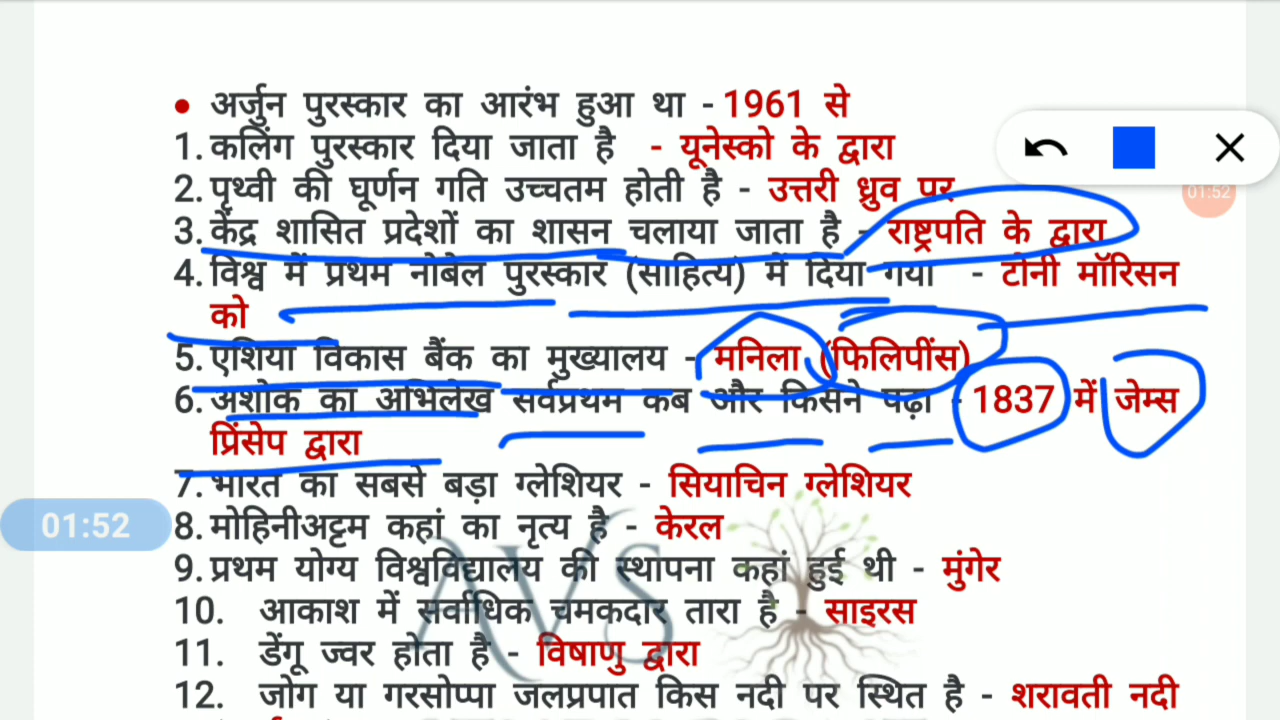 • अर्जुन पुरस्कार का आरंभ हुआ था - 1961 से
1. कलिंग पुरस्कार दिया जाता है - यूनेस्को के द्वारा
2. पृथ्वी की घूर्णन गति उच्चतम होती है - उत्तरी ध्रुव पर
01:52
3. केंद्र शासित प्रदेशों का शासन चलाया जाता है - राष्ट्रपति के द्वारा
4. विश्व में प्रथम नोबेल पुरस्कार (साहित्य) में दिया गया - टोनी मॉरिसन
को
5. एशिया विकास बैंक का मुख्यालय - मनिला (फिलिपींस)
6. अशोक का अभिलेख सर्वप्रथम कब और किसने पढ़ा - 1837 में जेम्स
प्रिंसेप द्वारा
7. भारत का सबसे बड़ा ग्लेशियर - सियाचिन ग्लेशियर
01:52
8. मोहिनीअट्टम कहां का नृत्य है - केरल
9. प्रथम योग्य विश्वविद्यालय की स्थापना कहां हुई थी - मुंगेर
10. आकाश में सर्वाधिक चमकदार तारा है - साइरस
11. डेंगू ज्वर होता है - विषाणु द्वारा
12. जोग या गरसोप्पा जलप्रपात किस नदी पर स्थित है - शरावती नदी
AVS